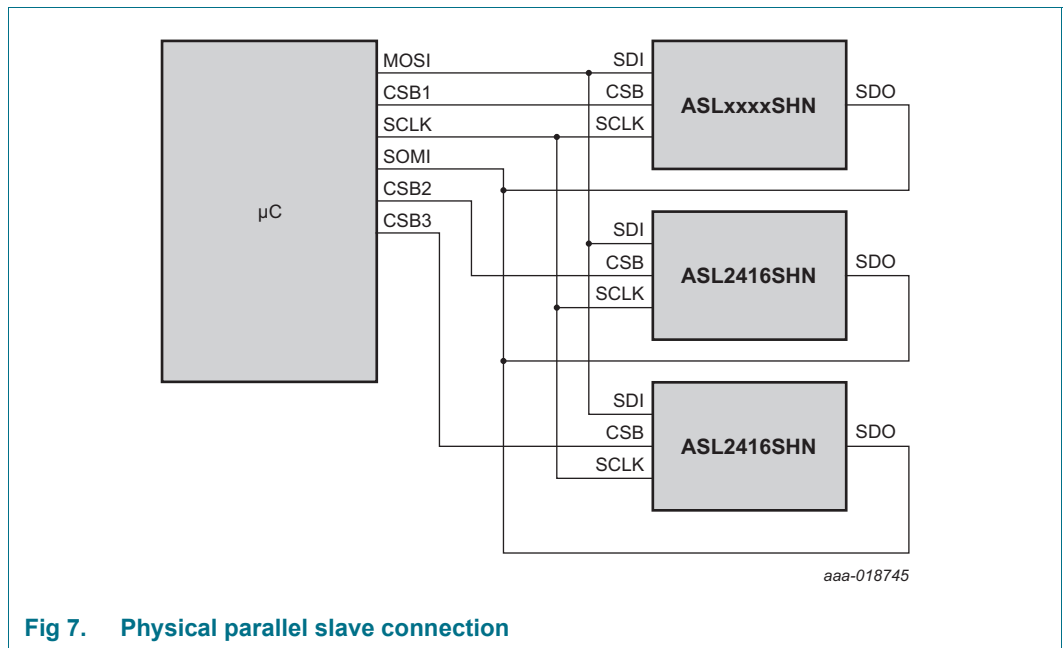 MOSI
CSB1
SCLK
SOMI
CSB2
CSB3
µC
SDI
CSB
SCLK
ASLxxxxSHN
SDO
SDI
CSB
SCLK
ASL2416SHN
SDO
SDI
CSB
SCLK
ASL2416SHN
SDO
aaa-018745
Fig 7. Physical parallel slave connection